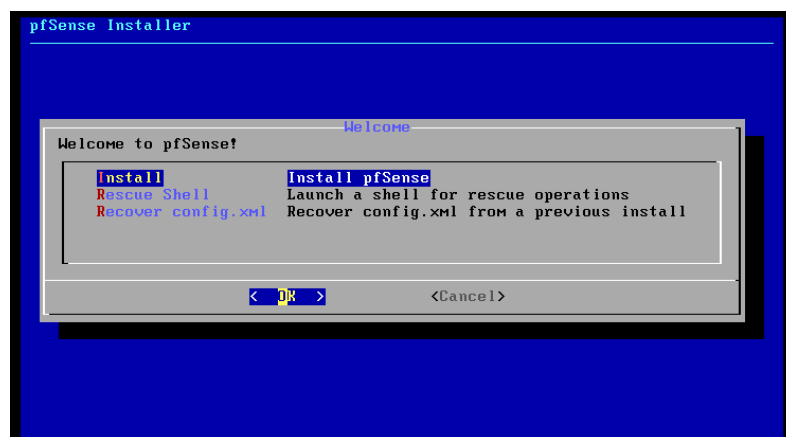 pfSense Installer
Welcome
Welcome to pfSense!
Install Install pfSense
Rescue Shell Launch a shell for rescue operations
Recover config.xml Recover config.xml from a previous install
< OK > <Cancel>